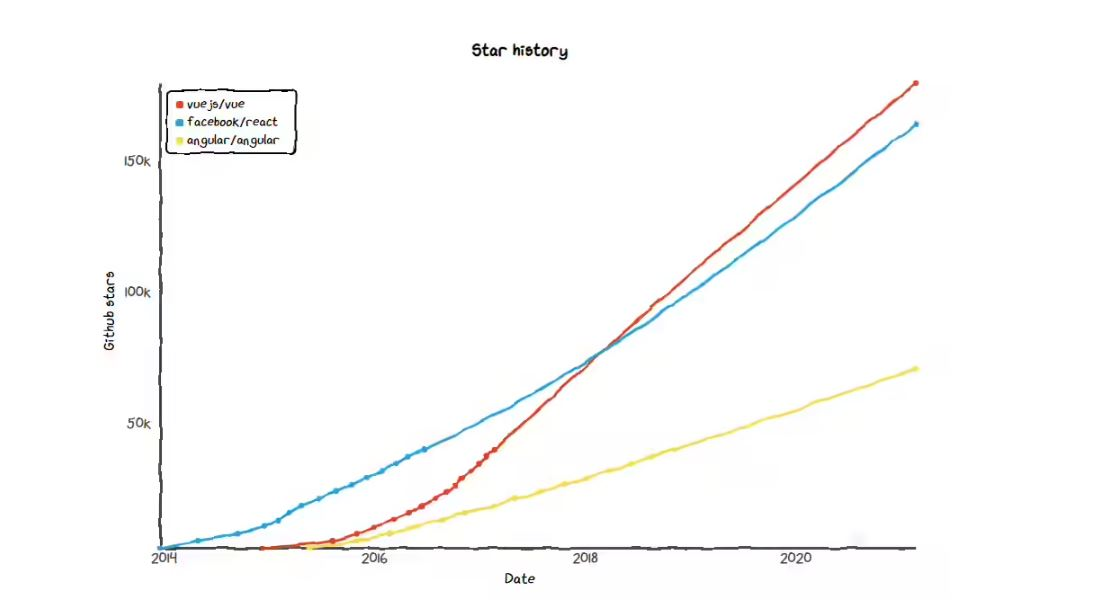 Star history
vuejs/vue
facebook/react
angular/angular
150k
100k
50k
Github stars
2014 2016 2018 2020
Date